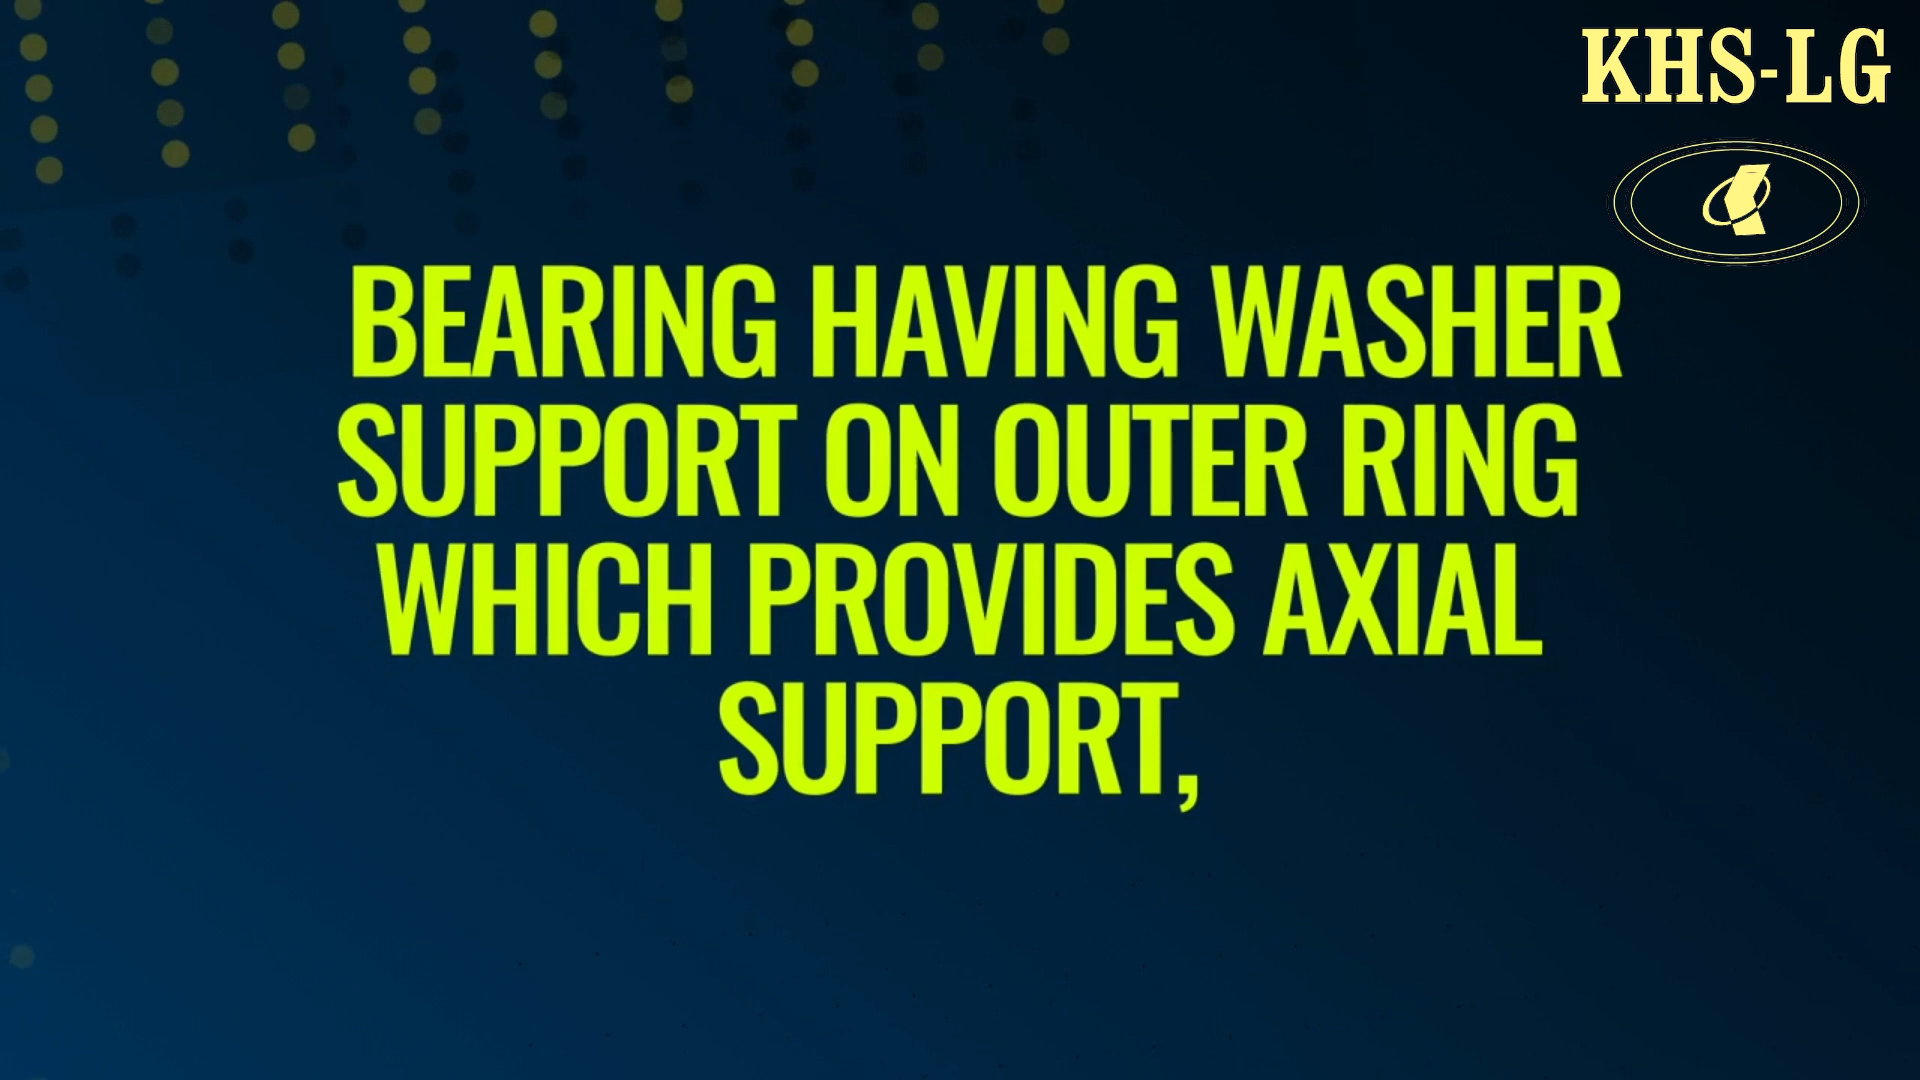 KHS-LG
BEARING HAVING WASHER
SUPPORT ON OUTER RING
WHICH PROVIDES AXIAL
SUPPORT,